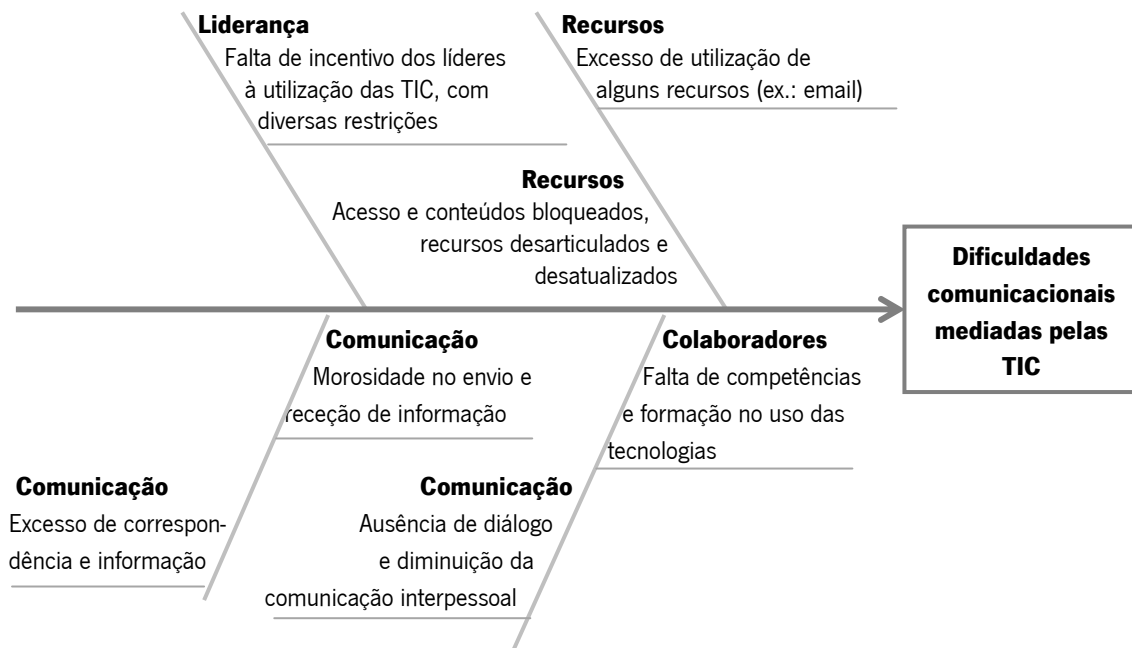 Liderança
Falta de incentivo dos líderes
à utilização das TIC, com
diversas restrições
Recursos
Excesso de utilização de
alguns recursos (ex.: email)
Recursos
Acesso e conteúdos bloqueados,
recursos desarticulados e
desatualizados
Dificuldades
comunicacionais
mediadas pelas
TIC
Comunicação
Morosidade no envio e
receção de informação
Colaboradores
Falta de competências
e formação no uso das
tecnologias
Comunicação
Excesso de correspon-
dência e informação
Comunicação
Ausência de diálogo
e diminuição da
comunicação interpessoal